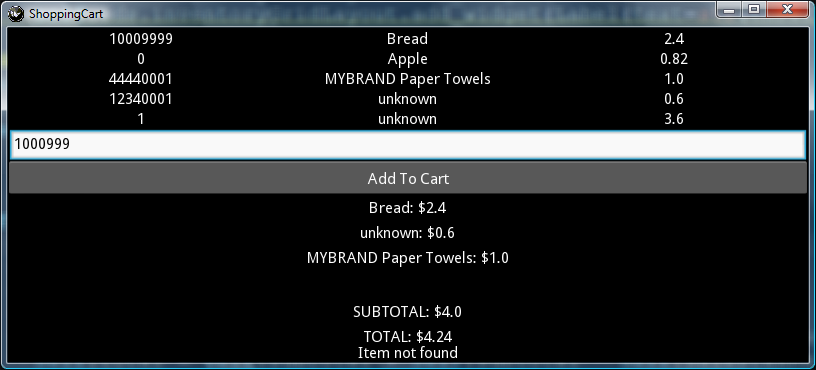 ShoppingCart
10009999 Bread 2.4
0 Apple 0.82
44440001 MYBRAND Paper Towels 1.0
12340001 unknown 0.6
1 unknown 3.6
1000999
Add To Cart
Bread: $2.4
unknown: $0.6
MYBRAND Paper Towels: $1.0
SUBTOTAL: $4.0
TOTAL: $4.24
Item not found